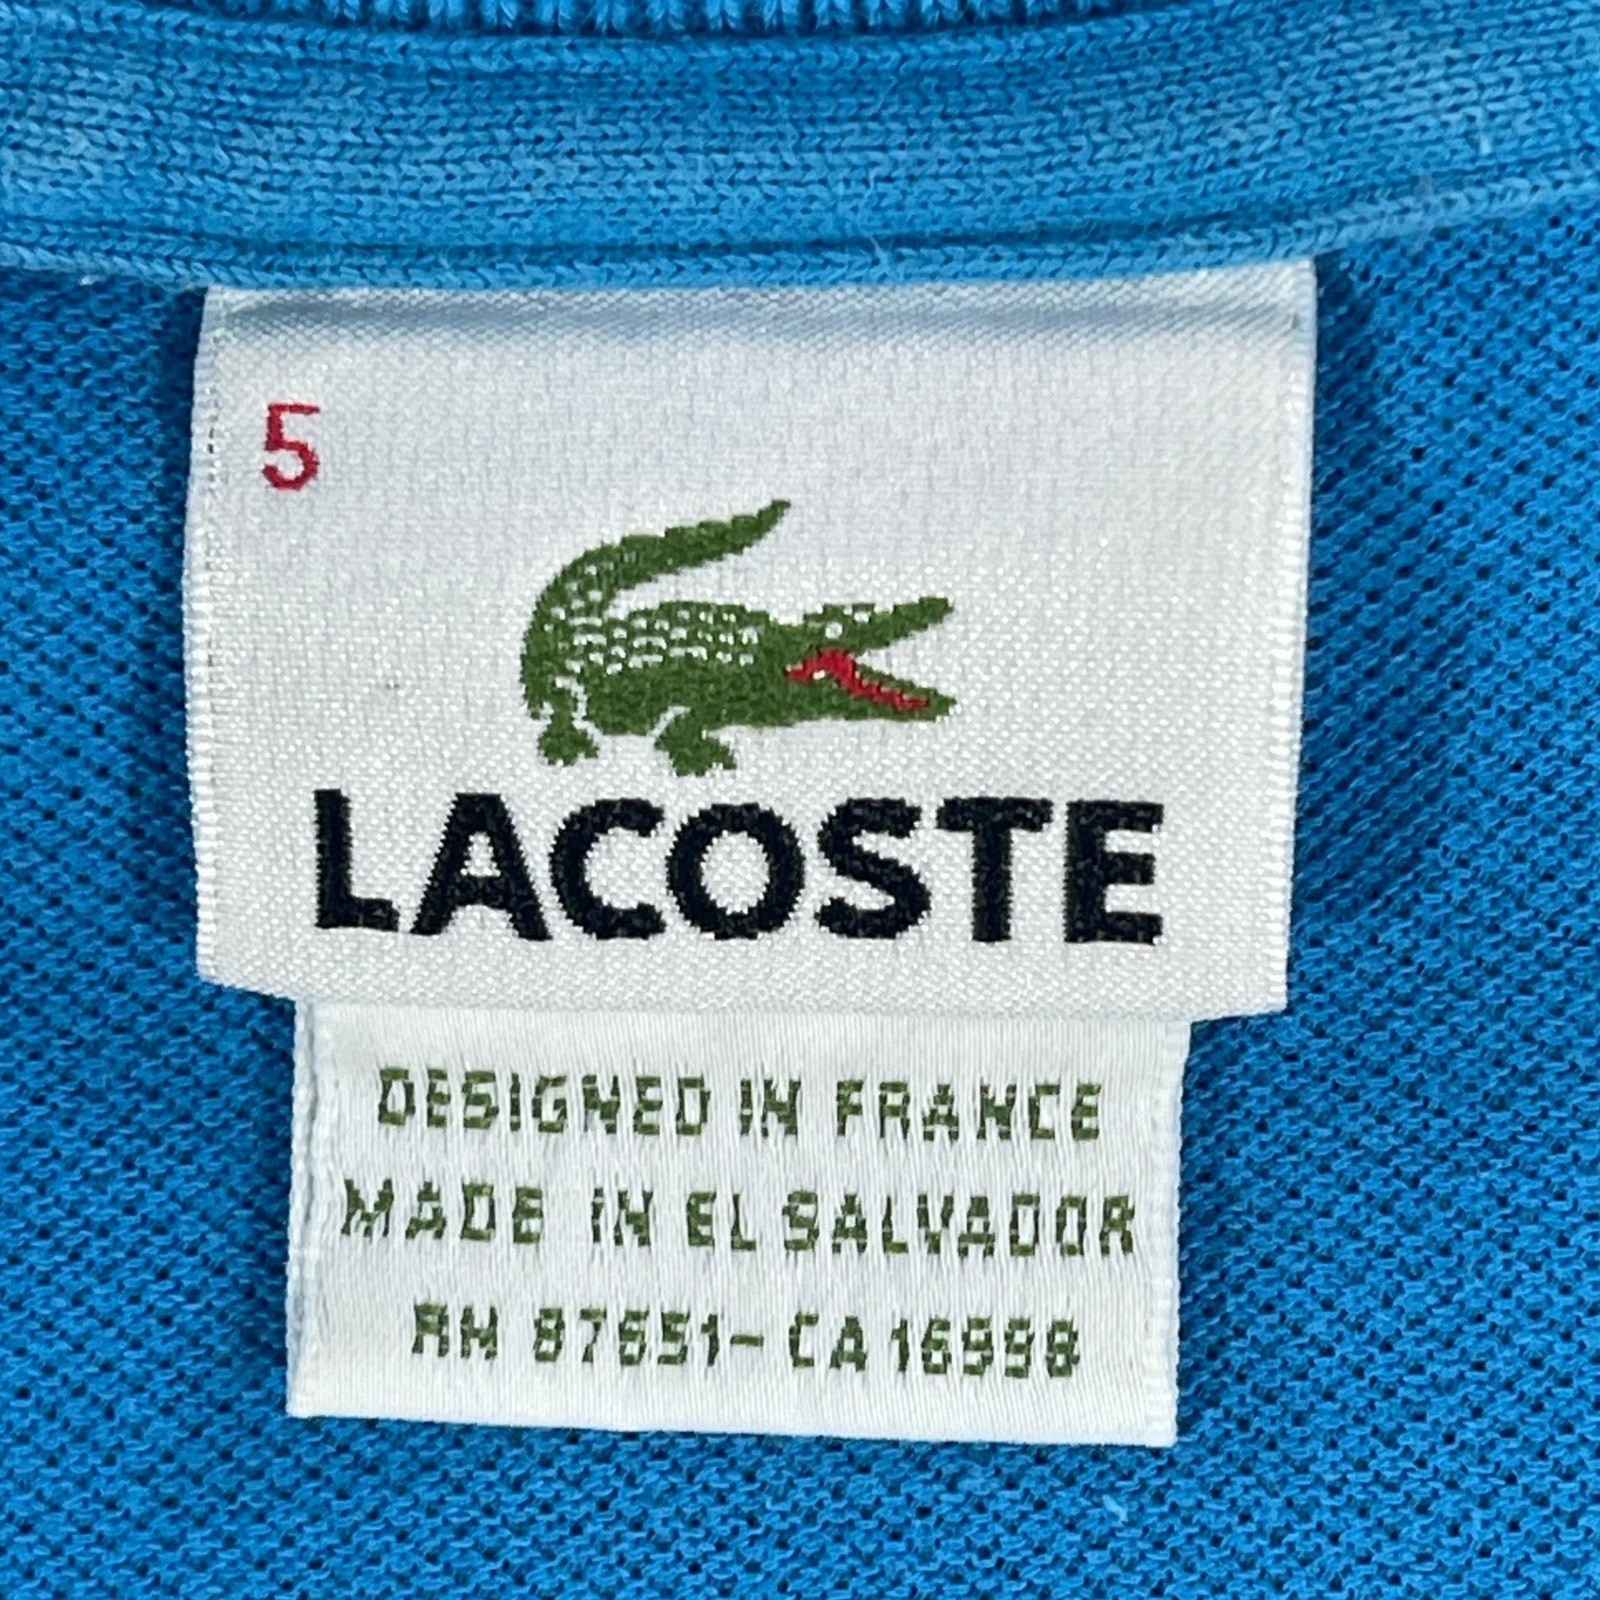 5
LACOSTE
DESIGNED IN FRANCE
MADE IN EL SALVADOR
RN 87651-CA16998